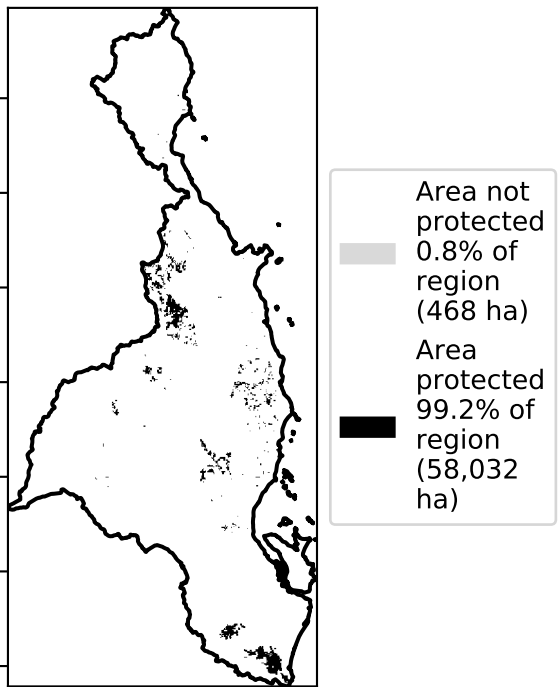 Area not
protected
0.8% of
region
(468 ha)
Area
protected
99.2% of
region
(58,032
ha)